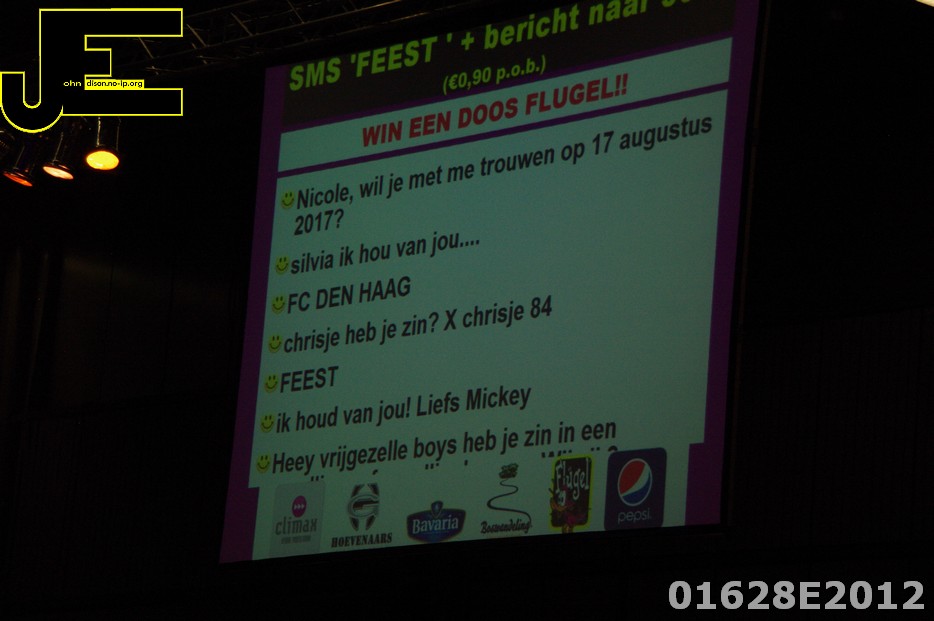 JE
ohn dison.no-ip.org
SMS 'FEEST ' + bericht naar
(€0,90 p.o.b.)
WIN EEN DOOS FLUGEL!!
Nicole, wil je met me trouwen op 17 augustus
2017?
silvia ik hou van jou....
FC DEN HAAG
chrisje heb je zin? X chrisje 84
FEEST
ik houd van jou! Liefs Mickey
Heey vrijgezelle boys heb je zin in een
climax
HOEVENAARS
Bavaria
Flugel
pepsi
01628E2012